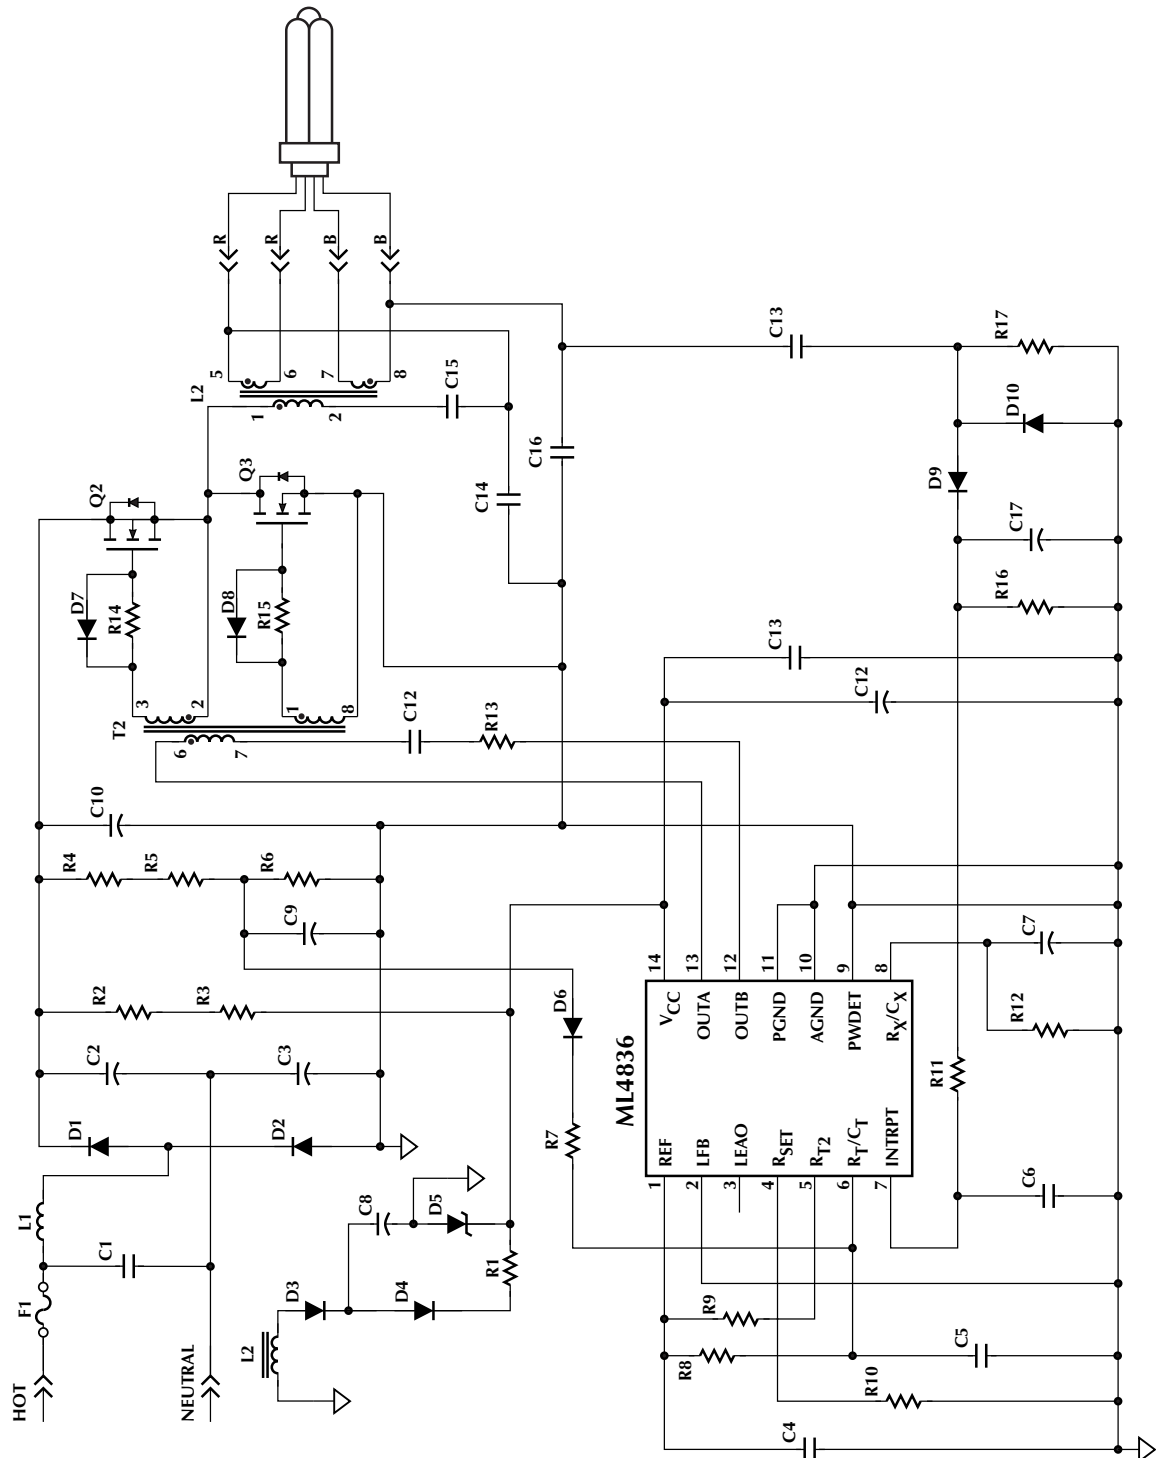 HOT
F1
L1
C1
NEUTRAL
D1
D2
C2
C3
R2
R3
R4
R5
R6
C9
C10
T2
3
2
1
8
6
7
D7
R14
D8
R15
Q2
Q3
L2
5
6
7
8
1
2
R
R
B
B
C15
C14
C16
C12
R13
L2
D3
D4
C8
D5
R1
R7
D6
ML4836
1
2
3
4
5
6
7
REF
LFB
LEAO
RSET
RT2
RT/CT
INTRPT
VCC
OUTA
OUTB
PGND
AGND
PWDET
RX/CX
14
13
12
11
10
9
8
C4
R8
R9
R10
C5
C6
R11
R12
C7
C12
C13
R16
C17
D9
D10
R17
C13